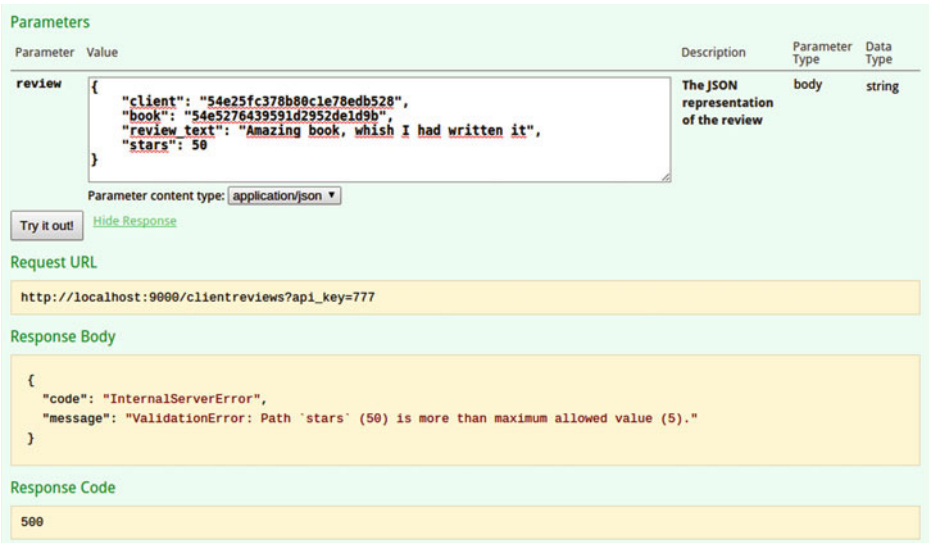 Parameters
Parameter Value Description Parameter Type Data Type
review
{
"client": "54e25fc378b80c1e78edb528",
"book": "54e5276439591d2952de1d9b",
"review_text": "Amazing book, whish I had written it",
"stars": 50
}
The JSON representation of the review
body
string
Parameter content type: application/json
Try it out! Hide Response
Request URL
http://localhost:9000/clientreviews?api_key=777
Response Body
{
"code": "InternalServerError",
"message": "ValidationError: Path `stars` (50) is more than maximum allowed value (5)."
}
Response Code
500